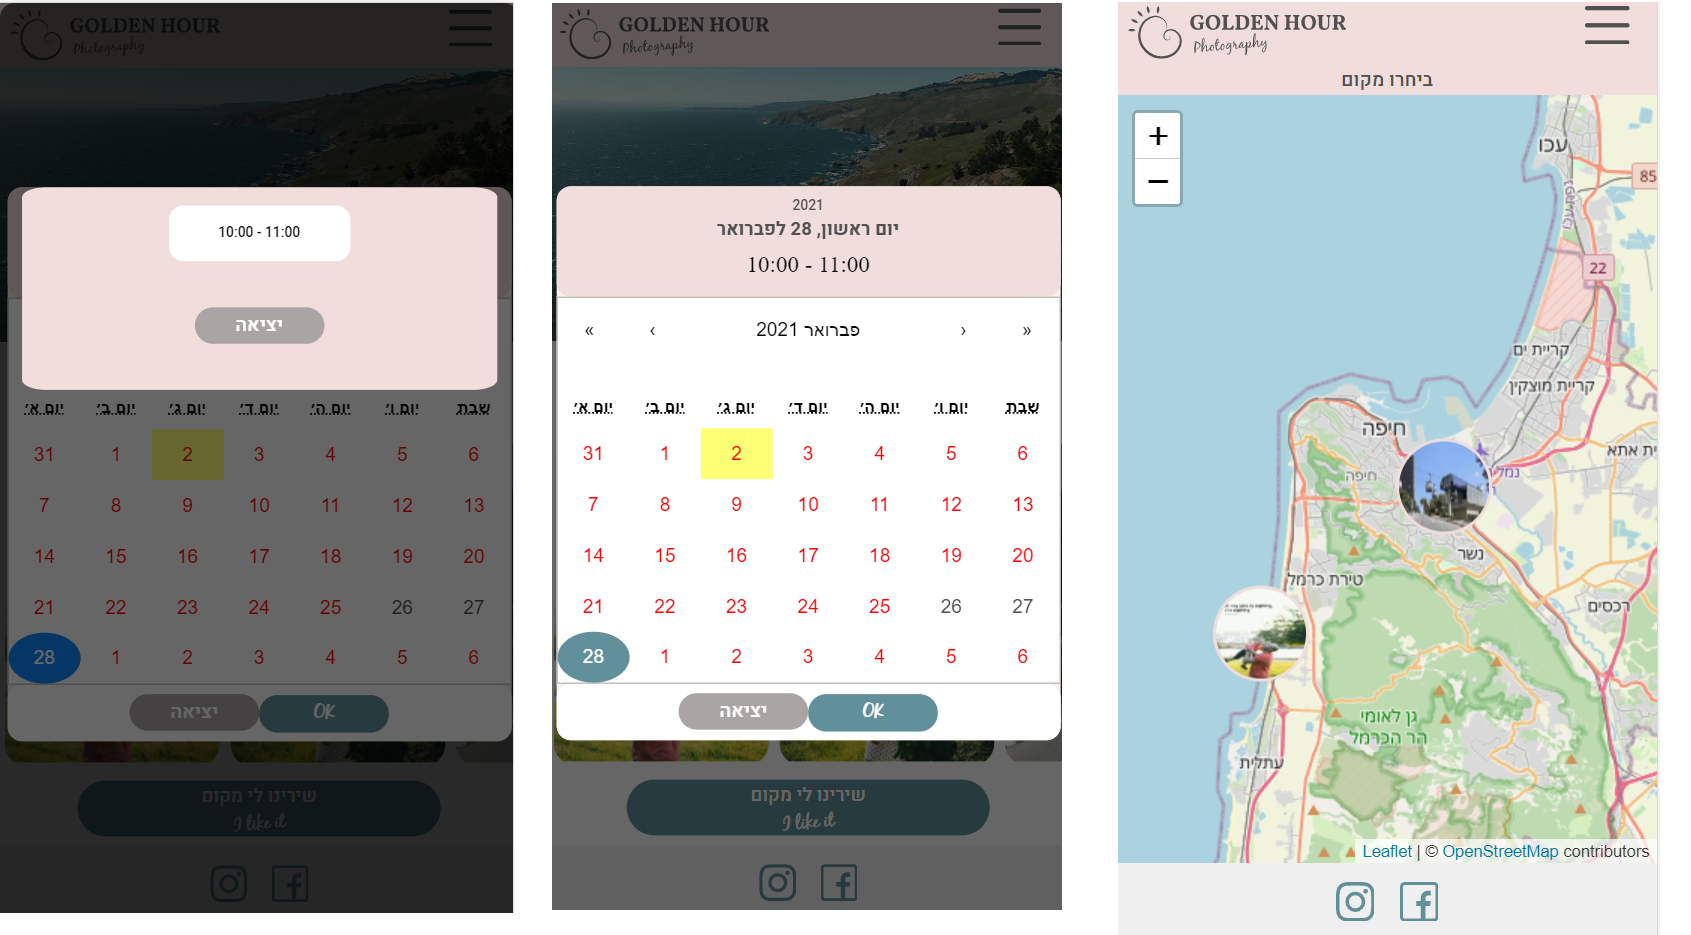 GOLDEN HOUR
Photography
10:00 - 11:00
יציאה
יום א׳ יום ב׳ יום ג׳ יום ד׳ יום ה׳ יום ו׳ שבת
31 1 2 3 4 5 6
7 8 9 10 11 12 13
14 15 16 17 18 19 20
21 22 23 24 25 26 27
28 1 2 3 4 5 6
יציאה OK
שירינו לי מקום
I like it
GOLDEN HOUR
Photography
2021
יום ראשון, 28 לפברואר
10:00 - 11:00
« ‹ פברואר 2021 › »
יום א׳ יום ב׳ יום ג׳ יום ד׳ יום ה׳ יום ו׳ שבת
31 1 2 3 4 5 6
7 8 9 10 11 12 13
14 15 16 17 18 19 20
21 22 23 24 25 26 27
28 1 2 3 4 5 6
יציאה OK
שירינו לי מקום
I like it
GOLDEN HOUR
Photography
ביחרו מקום
+
−
עכו
85
22
קריית ים
קריית מוצקין
חיפה
ית אתא
חיפה
נמל
נשר
טירת כרמל
רכסים
גן לאומי
הר הכרמל
עתלית
Leaflet | © OpenStreetMap contributors